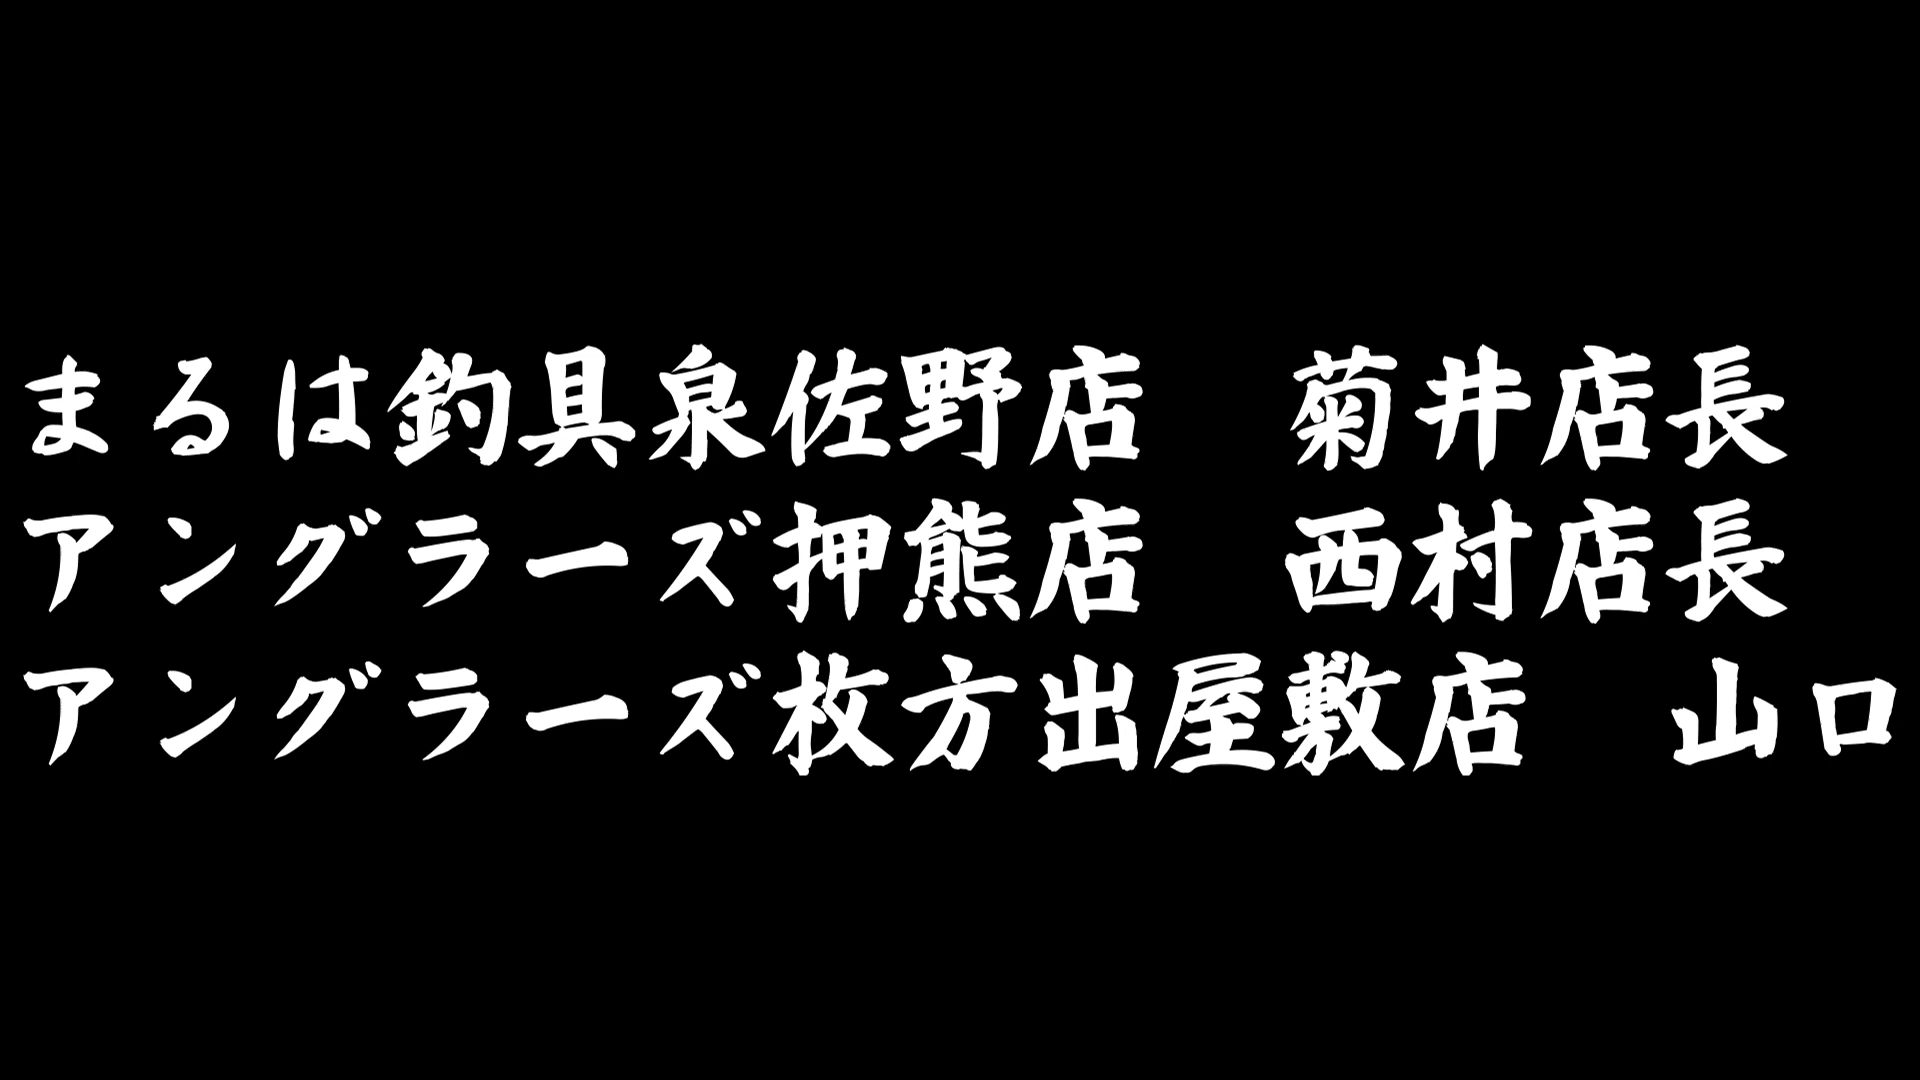 まるは釣具泉佐野店　菊井店長
アングラーズ押熊店　西村店長
アングラーズ枚方出屋敷店　山口